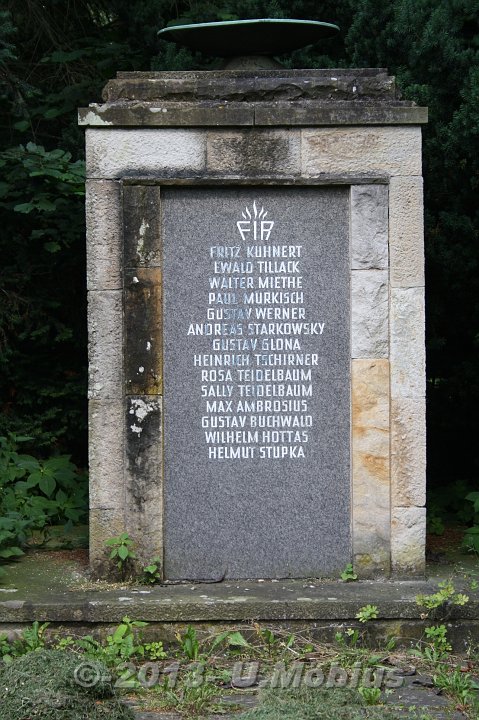 FIR
FRITZ KUHNERT
EWALD TILLACK
WALTER MIETHE
PAUL MURKISCH
GUSTAV WERNER
ANDREAS STARKOWSKY
GUSTAV GLONA
HEINRICH TSCHIRNER
ROSA TEIDELBAUM
SALLY TEIDELBAUM
MAX AMBROSIUS
GUSTAV BUCHWALD
WILHELM HOTTAS
HELMUT STUPKA
© 2013 - U.Möbius